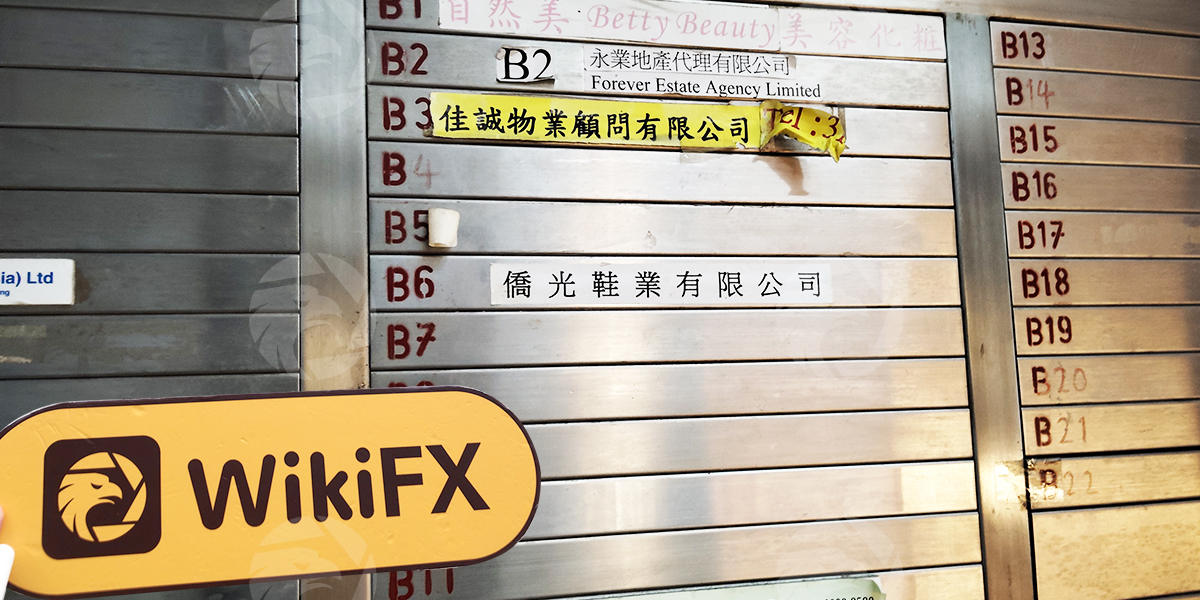 B1 自然美 Betty Beauty 美容化粧
B2 B2 永業地產代理有限公司
Forever Estate Agency Limited
B3 佳誠物業顧問有限公司 Tel : 3
B4
B5
B6 僑光鞋業有限公司
B7
B11
B13
B14
B15
B16
B17
B18
B19
B20
B21
B22
ia) Ltd
WikiFX